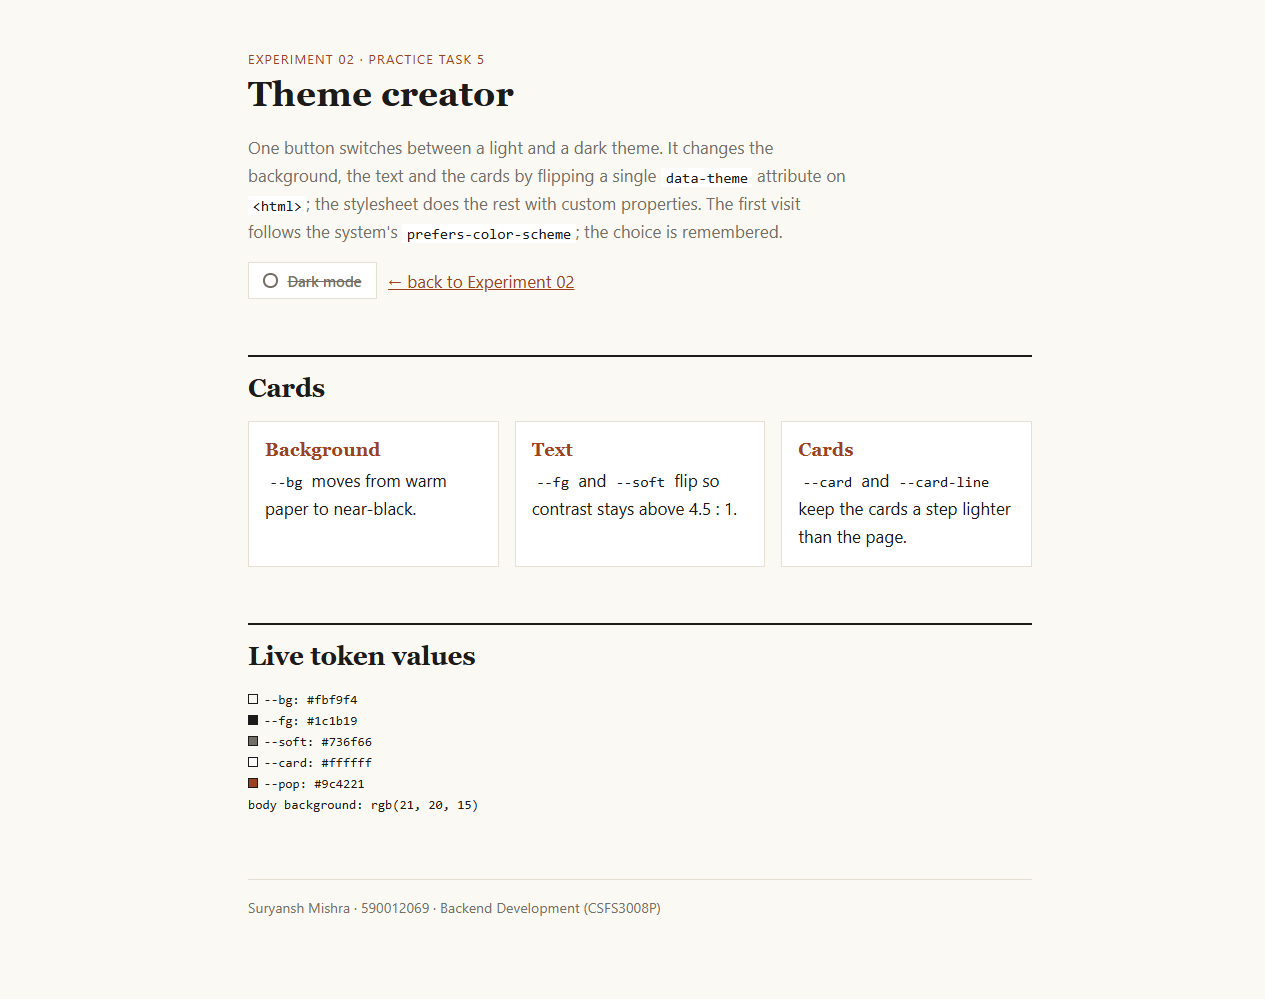 EXPERIMENT 02 · PRACTICE TASK 5
Theme creator
One button switches between a light and a dark theme. It changes the
background, the text and the cards by flipping a single data-theme attribute on
<html>; the stylesheet does the rest with custom properties. The first visit
follows the system's prefers-color-scheme; the choice is remembered.
Dark mode ← back to Experiment 02
Cards
Background
--bg moves from warm
paper to near-black.
Text
--fg and --soft flip so
contrast stays above 4.5 : 1.
Cards
--card and --card-line
keep the cards a step lighter
than the page.
Live token values
--bg: #fbf9f4
--fg: #1c1b19
--soft: #736f66
--card: #ffffff
--pop: #9c4221
body background: rgb(21, 20, 15)
Suryansh Mishra · 590012069 · Backend Development (CSFS3008P)